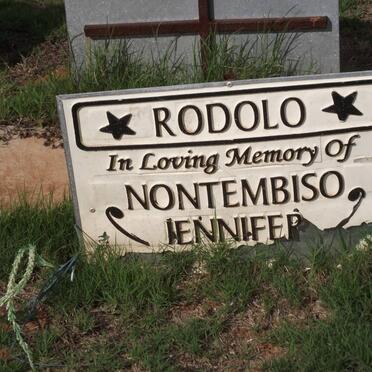 RODOLO
In Loving Memory Of
NONTEMBISO
JENNIFER